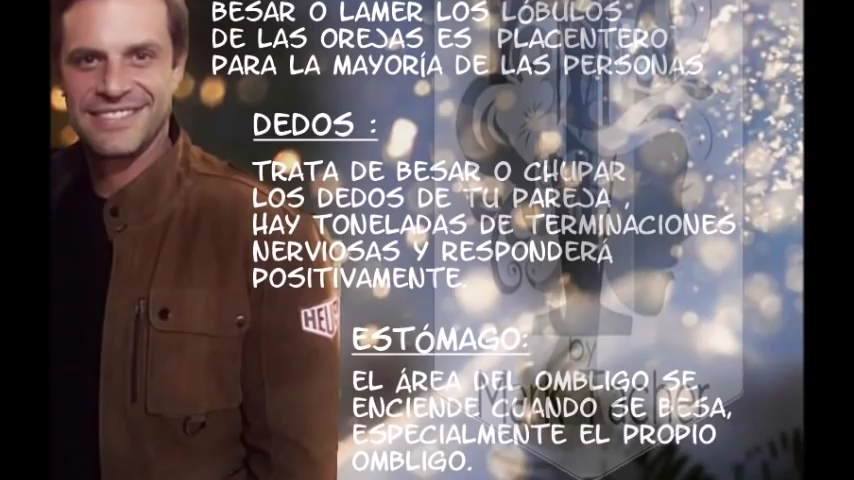 BESAR O LAMER LOS LÓBULOS
DE LAS OREJAS ES PLACENTERO
PARA LA MAYORÍA DE LAS PERSONAS .
DEDOS :
TRATA DE BESAR O CHUPAR
LOS DEDOS DE TU PAREJA ,
HAY TONELADAS DE TERMINACIONES
NERVIOSAS Y RESPONDERÁ
POSITIVAMENTE.
ESTÓMAGO:
by
EL ÁREA DEL OMBLIGO SE
ENCIENDE CUANDO SE BESA,
ESPECIALMENTE EL PROPIO
OMBLIGO.